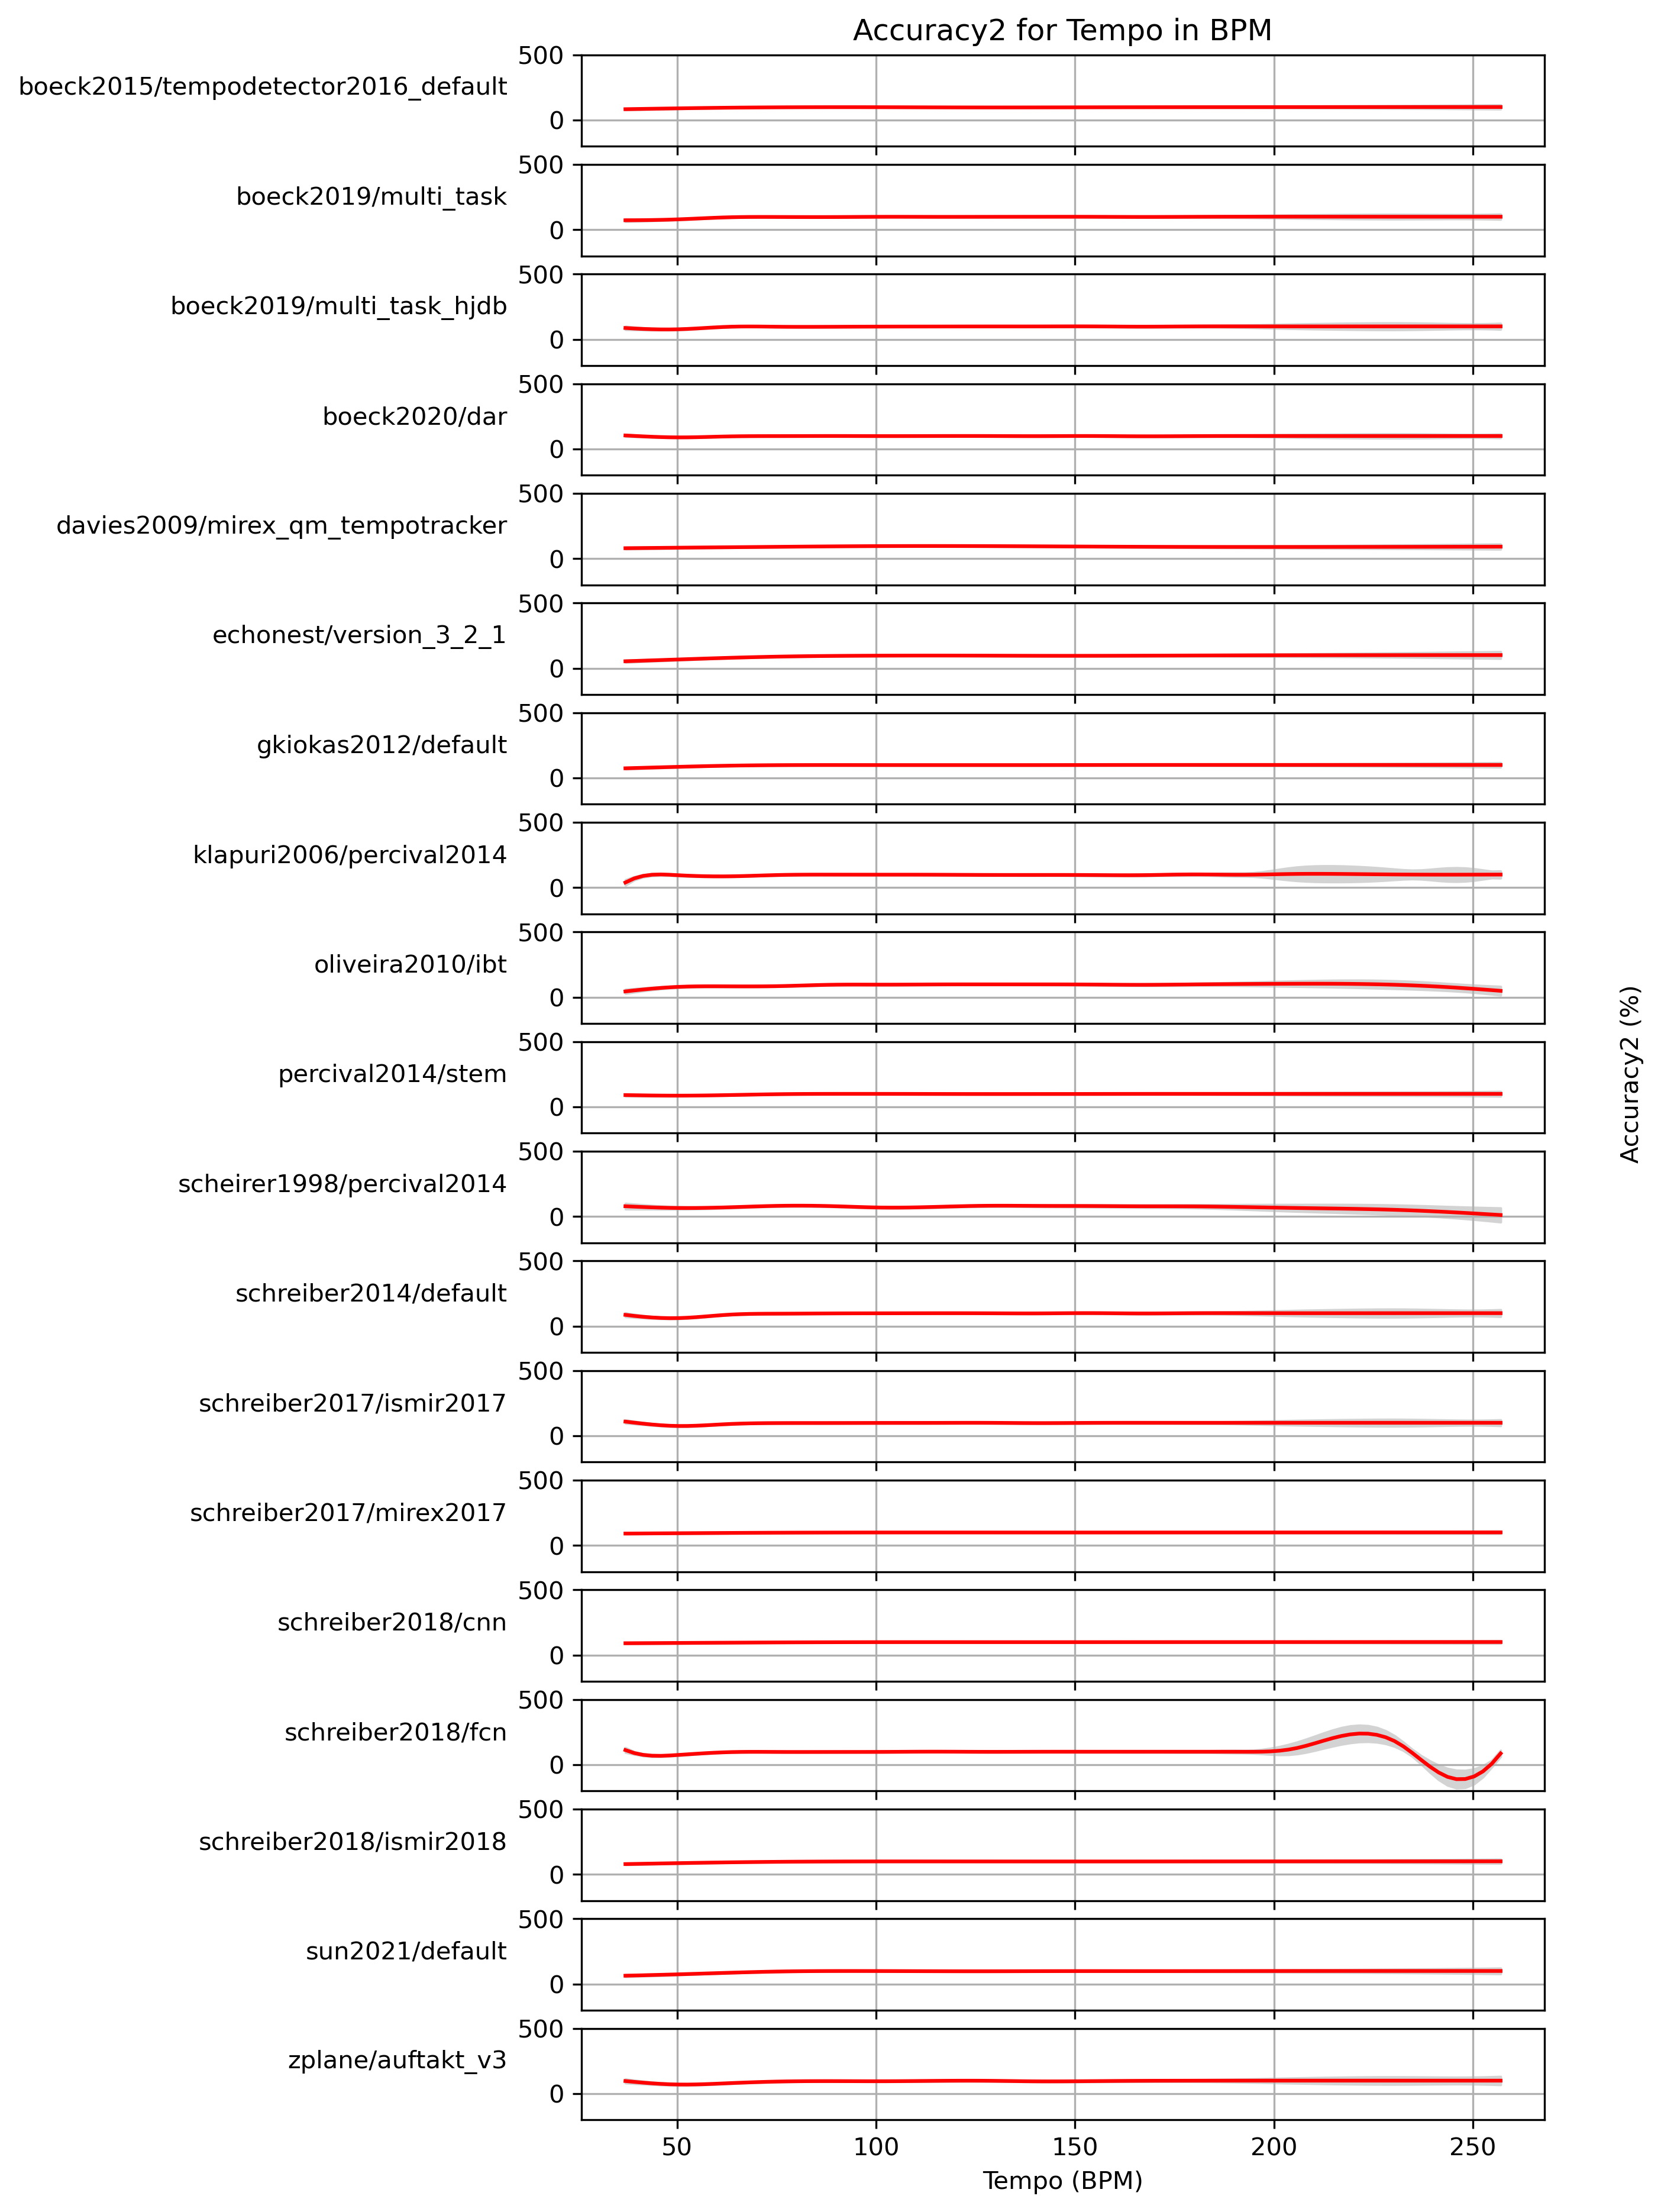 Accuracy2 for Tempo in BPM
boeck2015/tempodetector2016_default
500
0
boeck2019/multi_task
500
0
boeck2019/multi_task_hjdb
500
0
boeck2020/dar
500
0
davies2009/mirex_qm_tempotracker
500
0
echonest/version_3_2_1
500
0
gkiokas2012/default
500
0
klapuri2006/percival2014
500
0
oliveira2010/ibt
500
0
percival2014/stem
500
0
scheirer1998/percival2014
500
0
schreiber2014/default
500
0
schreiber2017/ismir2017
500
0
schreiber2017/mirex2017
500
0
schreiber2018/cnn
500
0
schreiber2018/fcn
500
0
schreiber2018/ismir2018
500
0
sun2021/default
500
0
zplane/auftakt_v3
500
0
50 100 150 200 250
Tempo (BPM)
Accuracy2 (%)